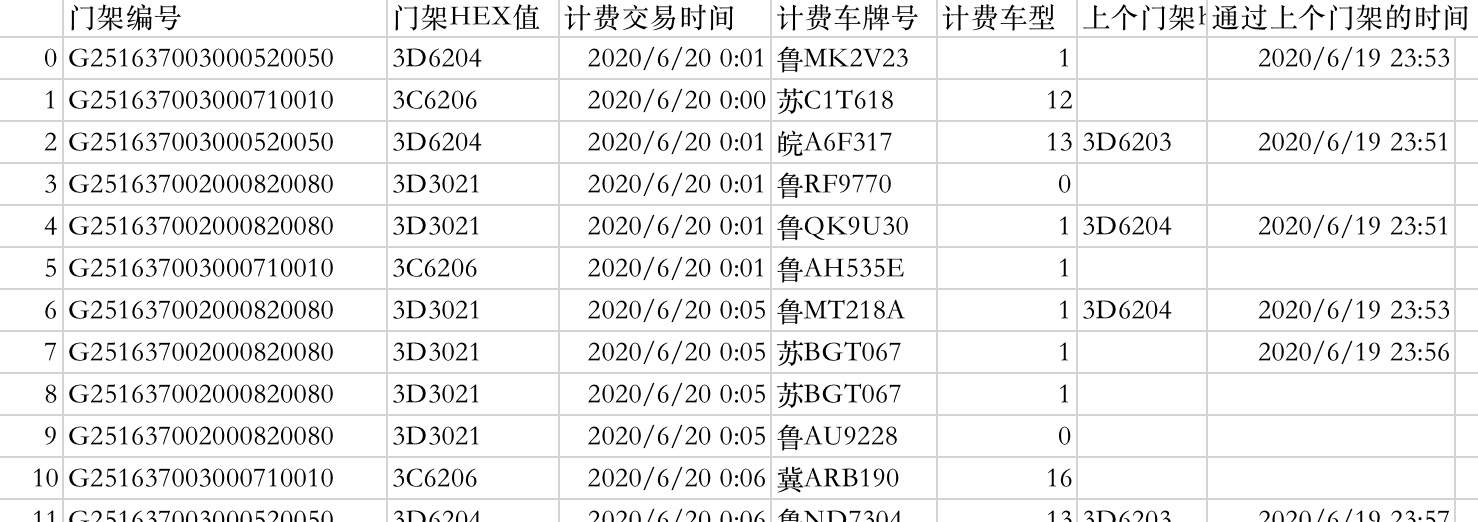 门架编号 门架HEX值 计费交易时间 计费车牌号 计费车型 上个门架 通过上个门架的时间
0 G251637003000520050 3D6204 2020/6/20 0:01 鲁MK2V23 1 2020/6/19 23:53
1 G251637003000710010 3C6206 2020/6/20 0:00 苏C1T618 12
2 G251637003000520050 3D6204 2020/6/20 0:01 皖A6F317 13 3D6203 2020/6/19 23:51
3 G251637002000820080 3D3021 2020/6/20 0:01 鲁RF9770 0
4 G251637002000820080 3D3021 2020/6/20 0:01 鲁QK9U30 1 3D6204 2020/6/19 23:51
5 G251637003000710010 3C6206 2020/6/20 0:01 鲁AH535E 1
6 G251637002000820080 3D3021 2020/6/20 0:05 鲁MT218A 1 3D6204 2020/6/19 23:53
7 G251637002000820080 3D3021 2020/6/20 0:05 苏BGT067 1 2020/6/19 23:56
8 G251637002000820080 3D3021 2020/6/20 0:05 苏BGT067 1
9 G251637002000820080 3D3021 2020/6/20 0:05 鲁AU9228 0
10 G251637003000710010 3C6206 2020/6/20 0:06 冀ARB190 16
11 G251637003000520050 3D6204 2020/6/20 0:06 鲁ND7304 13 3D6203 2020/6/19 23:57